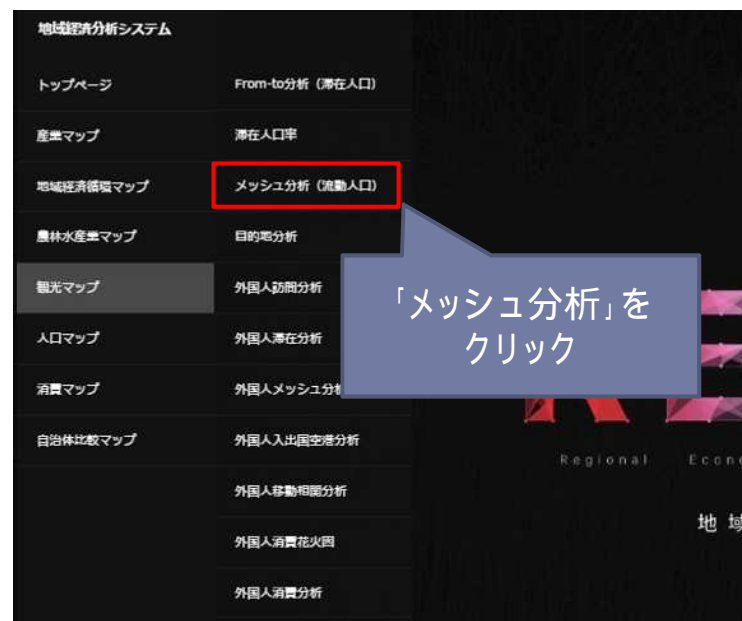 地域経済分析システム
トップページ
From-to分析（滞在人口）
産業マップ
滞在人口率
地域経済循環マップ
メッシュ分析（流動人口）
農林水産業マップ
目的地分析
観光マップ
外国人訪問分析
「メッシュ分析」を
クリック
人口マップ
外国人滞在分析
消費マップ
外国人メッシュ分析
自治体比較マップ
外国人入出国空港分析
Regional Econo
外国人移動相関分析
地域
外国人消費花火図
外国人消費分析